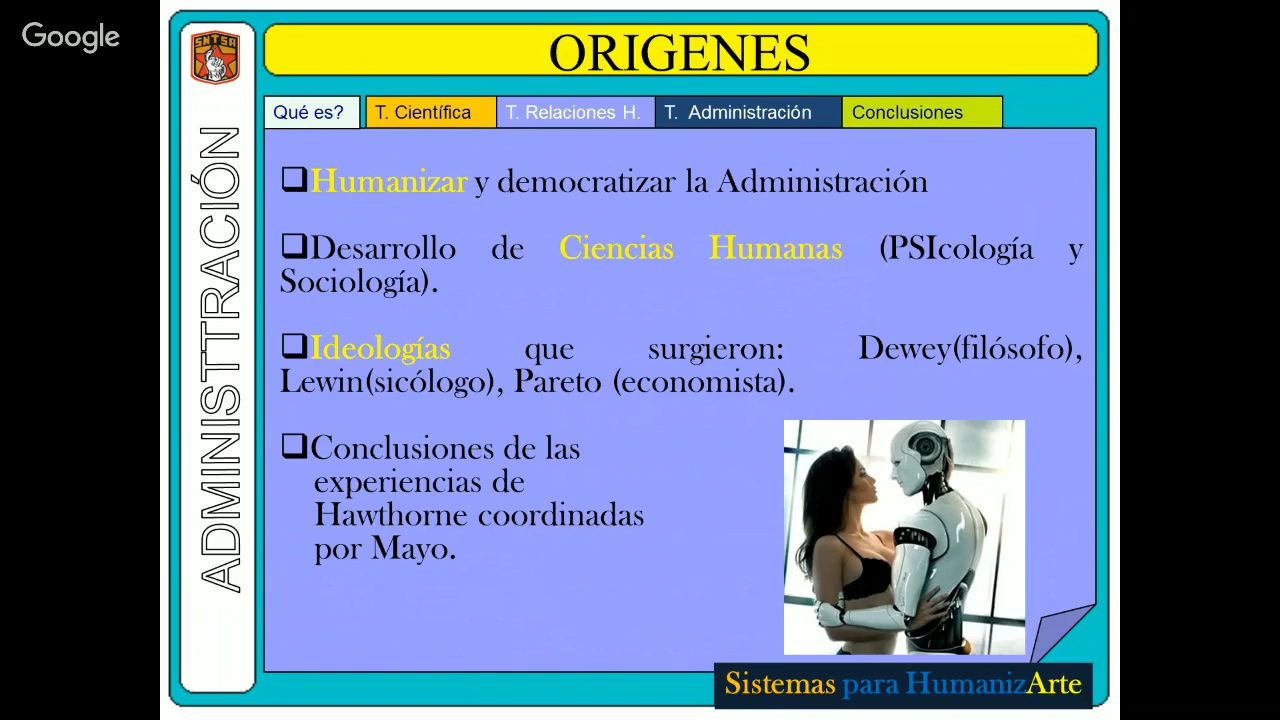 Google
SNTSA
ORIGENES
Qué es?
T. Científica
T. Relaciones H.
T. Administración
Conclusiones
ADMINISTTRACIÓN
Humanizar y democratizar la Administración
Desarrollo de Ciencias Humanas (PSIcología y
Sociología).
Ideologías que surgieron: Dewey(filósofo),
Lewin(sicólogo), Pareto (economista).
Conclusiones de las
experiencias de
Hawthorne coordinadas
por Mayo.
Sistemas para HumanizArte